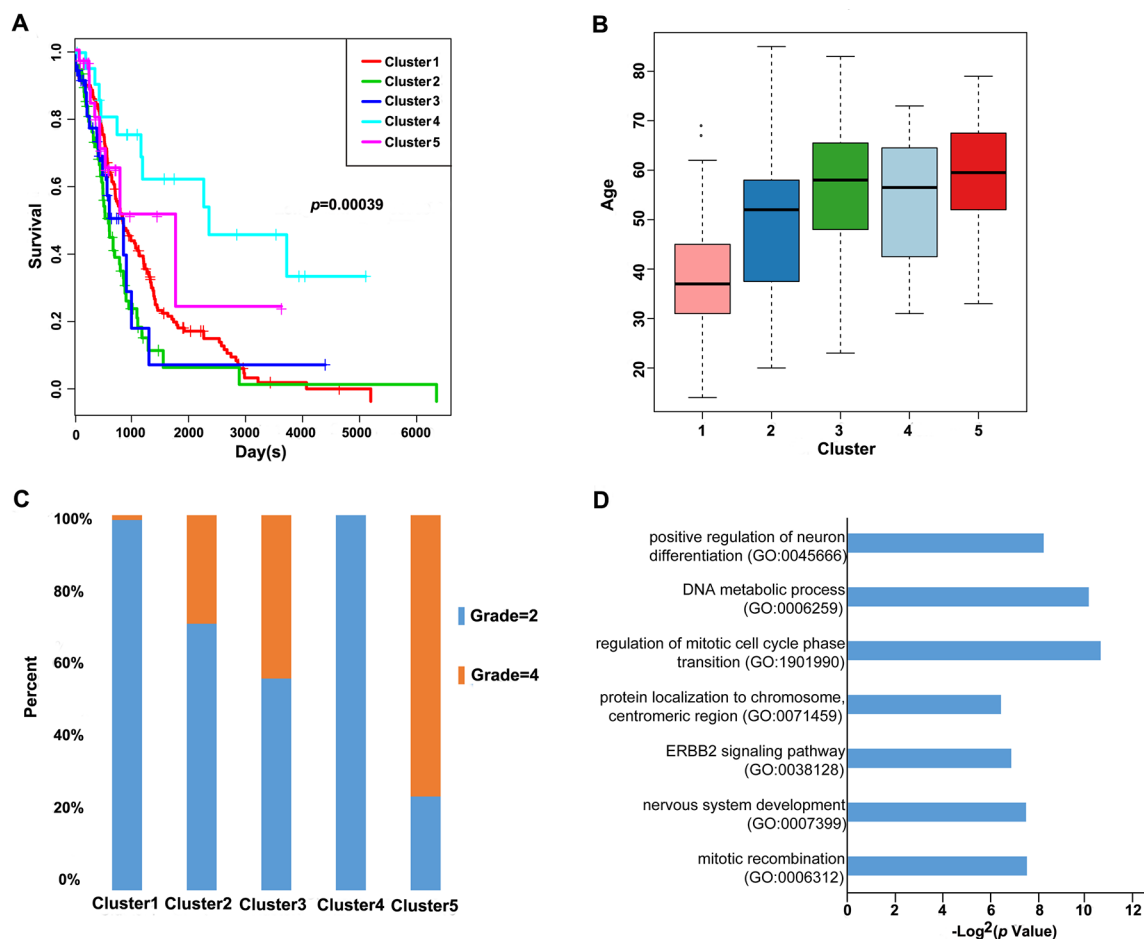 A
Survival
1.0
0.8
0.6
0.4
0.2
0.0
Cluster1
Cluster2
Cluster3
Cluster4
Cluster5
p=0.00039
0 1000 2000 3000 4000 5000 6000
Day(s)
B
Age
80
70
60
50
40
30
20
1 2 3 4 5
Cluster
C
Percent
100%
80%
60%
40%
20%
0%
Grade=2
Grade=4
Cluster1 Cluster2 Cluster3 Cluster4 Cluster5
D
positive regulation of neuron
differentiation (GO:0045666)
DNA metabolic process
(GO:0006259)
regulation of mitotic cell cycle phase
transition (GO:1901990)
protein localization to chromosome,
centromeric region (GO:0071459)
ERBB2 signaling pathway
(GO:0038128)
nervous system development
(GO:0007399)
mitotic recombination
(GO:0006312)
0 2 4 6 8 10 12
-Log2(p Value)